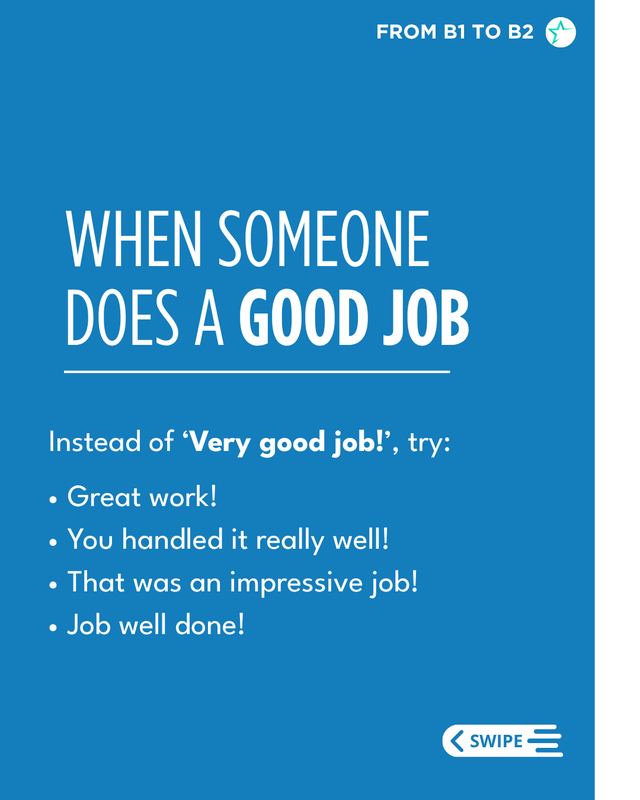 FROM B1 TO B2
WHEN SOMEONE
DOES A GOOD JOB
Instead of ‘Very good job!’, try:
• Great work!
• You handled it really well!
• That was an impressive job!
• Job well done!
SWIPE